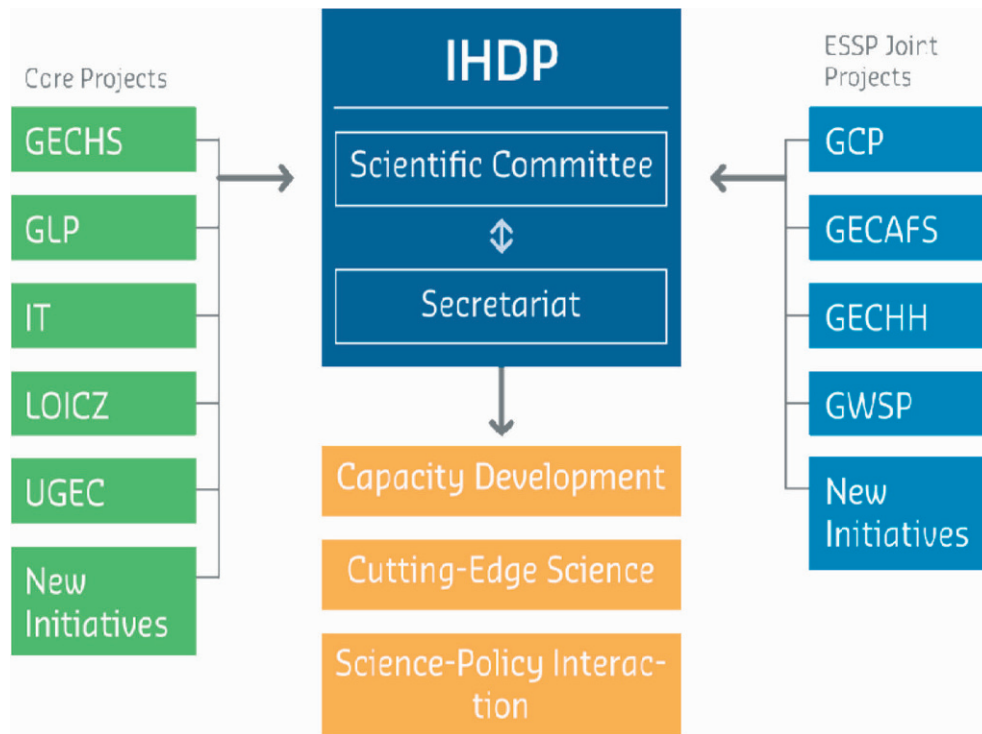 Core Projects
GECHS
GLP
IT
LOICZ
UGEC
New
Initiatives
IHDP
Scientific Committee
Secretariat
Capacity Development
Cutting-Edge Science
Science-Policy Interac-
tion
ESSP Joint
Projects
GCP
GECAFS
GECHH
GWSP
New
Initiatives